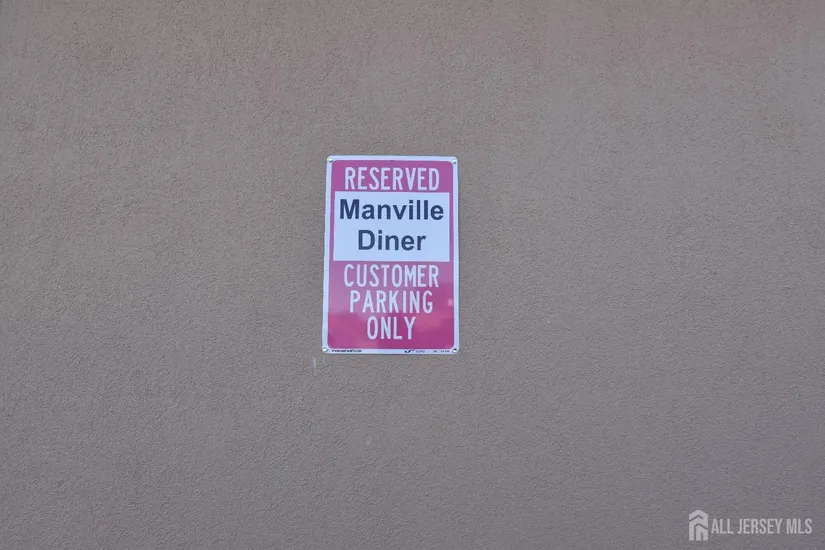 RESERVED
Manville
Diner
CUSTOMER
PARKING
ONLY
ALL JERSEY MLS